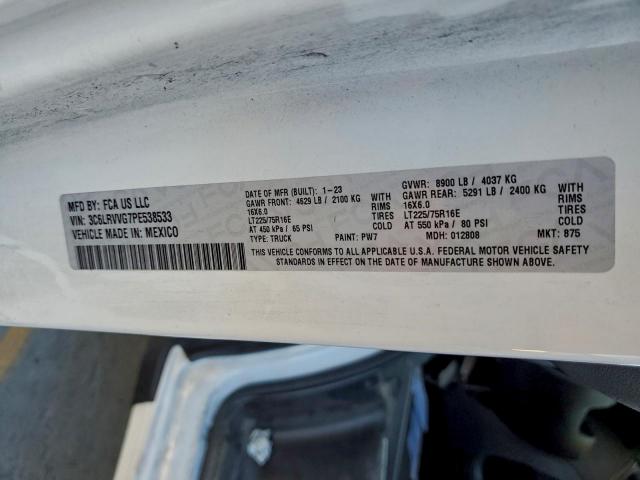 MFD BY: FCA US LLC
VIN: 3C6LRVVG7PE538533
VEHICLE MADE IN: MEXICO
DATE OF MFR (BUILT): 1-23
GAWR FRONT: 4629 LB / 2100 KG
16X6.0
LT225/75R16E
AT 450 kPa / 65 PSI
TYPE: TRUCK
WITH
RIMS
TIRES
COLD
PAINT: PW7
GVWR: 8900 LB / 4037 KG
GAWR REAR: 5291 LB / 2400 KG
16X6.0
LT225/75R16E
AT 550 kPa / 80 PSI
MDH: 012808
WITH
RIMS
TIRES
COLD
MKT: 875
THIS VEHICLE CONFORMS TO ALL APPLICABLE U.S.A. FEDERAL MOTOR VEHICLE SAFETY
STANDARDS IN EFFECT ON THE DATE OF MANUFACTURE SHOWN ABOVE.